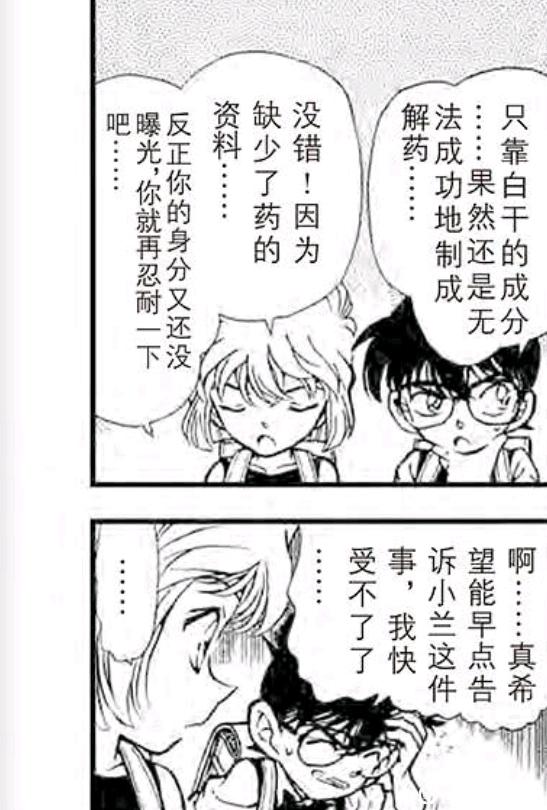 只靠白干的成分
……果然还是无
法成功地制成
解药……
没错！因为
缺少了药的
资料……
反正你的身分又还没
曝光，你就再忍耐一下
吧……
啊……真希
望能早点告
诉小兰这件
事，我快
受不了了
……
……